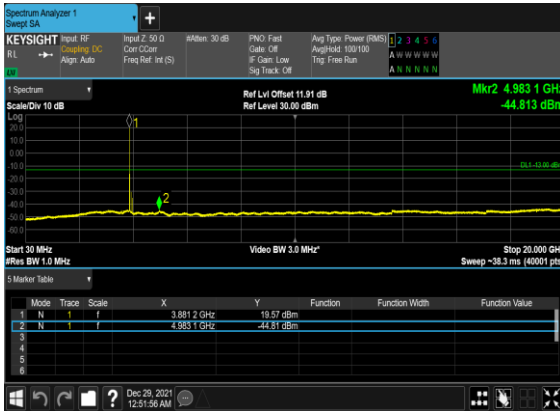 Spectrum Analyzer 1
Swept SA
+
KEYSIGHT Input: RF Input Z: 50 Ω #Atten: 30 dB PNO: Fast Avg Type: Power (RMS) 1 2 3 4 5 6
RL Coupling: DC Corr CCorr Gate: Off Avg|Hold: 100/100 A W W W W W
Align: Auto Freq Ref: Int (S) IF Gain: Low Trig: Free Run
Sig Track: Off A N N N N N
1 Spectrum Ref Lvl Offset 11.91 dB Mkr2 4.983 1 GHz
Scale/Div 10 dB Ref Level 30.00 dBm -44.813 dBm
Log
20.0
10.0
0.00
-10.0 DL1 -13.00 dBm
-20.0
-30.0
-40.0
-50.0
-60.0
1
2
Start 30 MHz Video BW 3.0 MHz* Stop 20.000 GHz
#Res BW 1.0 MHz Sweep ~38.3 ms (40001 pts)
5 Marker Table
Mode Trace Scale X Y Function Function Width Function Value
1 N 1 f 3.881 2 GHz 19.57 dBm
2 N 1 f 4.983 1 GHz -44.81 dBm
3
4
5
6
? Dec 29, 2021
12:51:56 AM